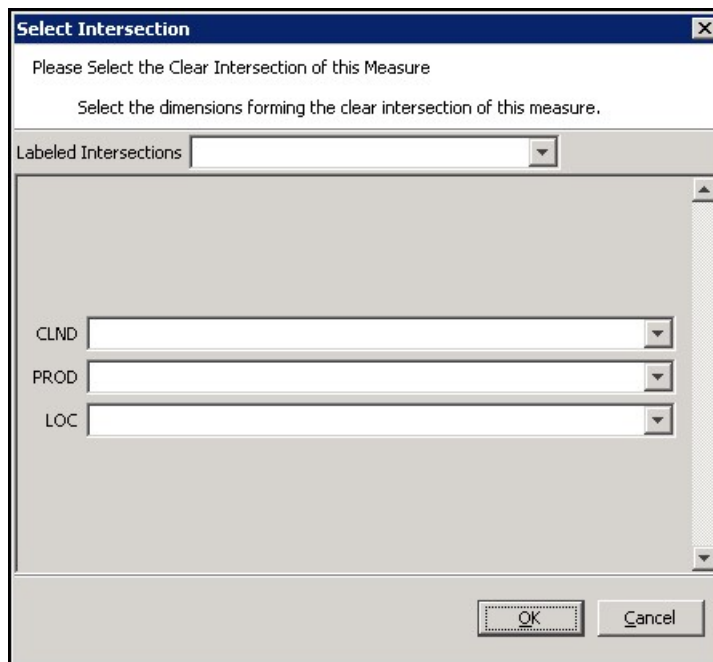 Select Intersection
Please Select the Clear Intersection of this Measure
Select the dimensions forming the clear intersection of this measure.
Labeled Intersections
CLND
PROD
LOC
OK Cancel